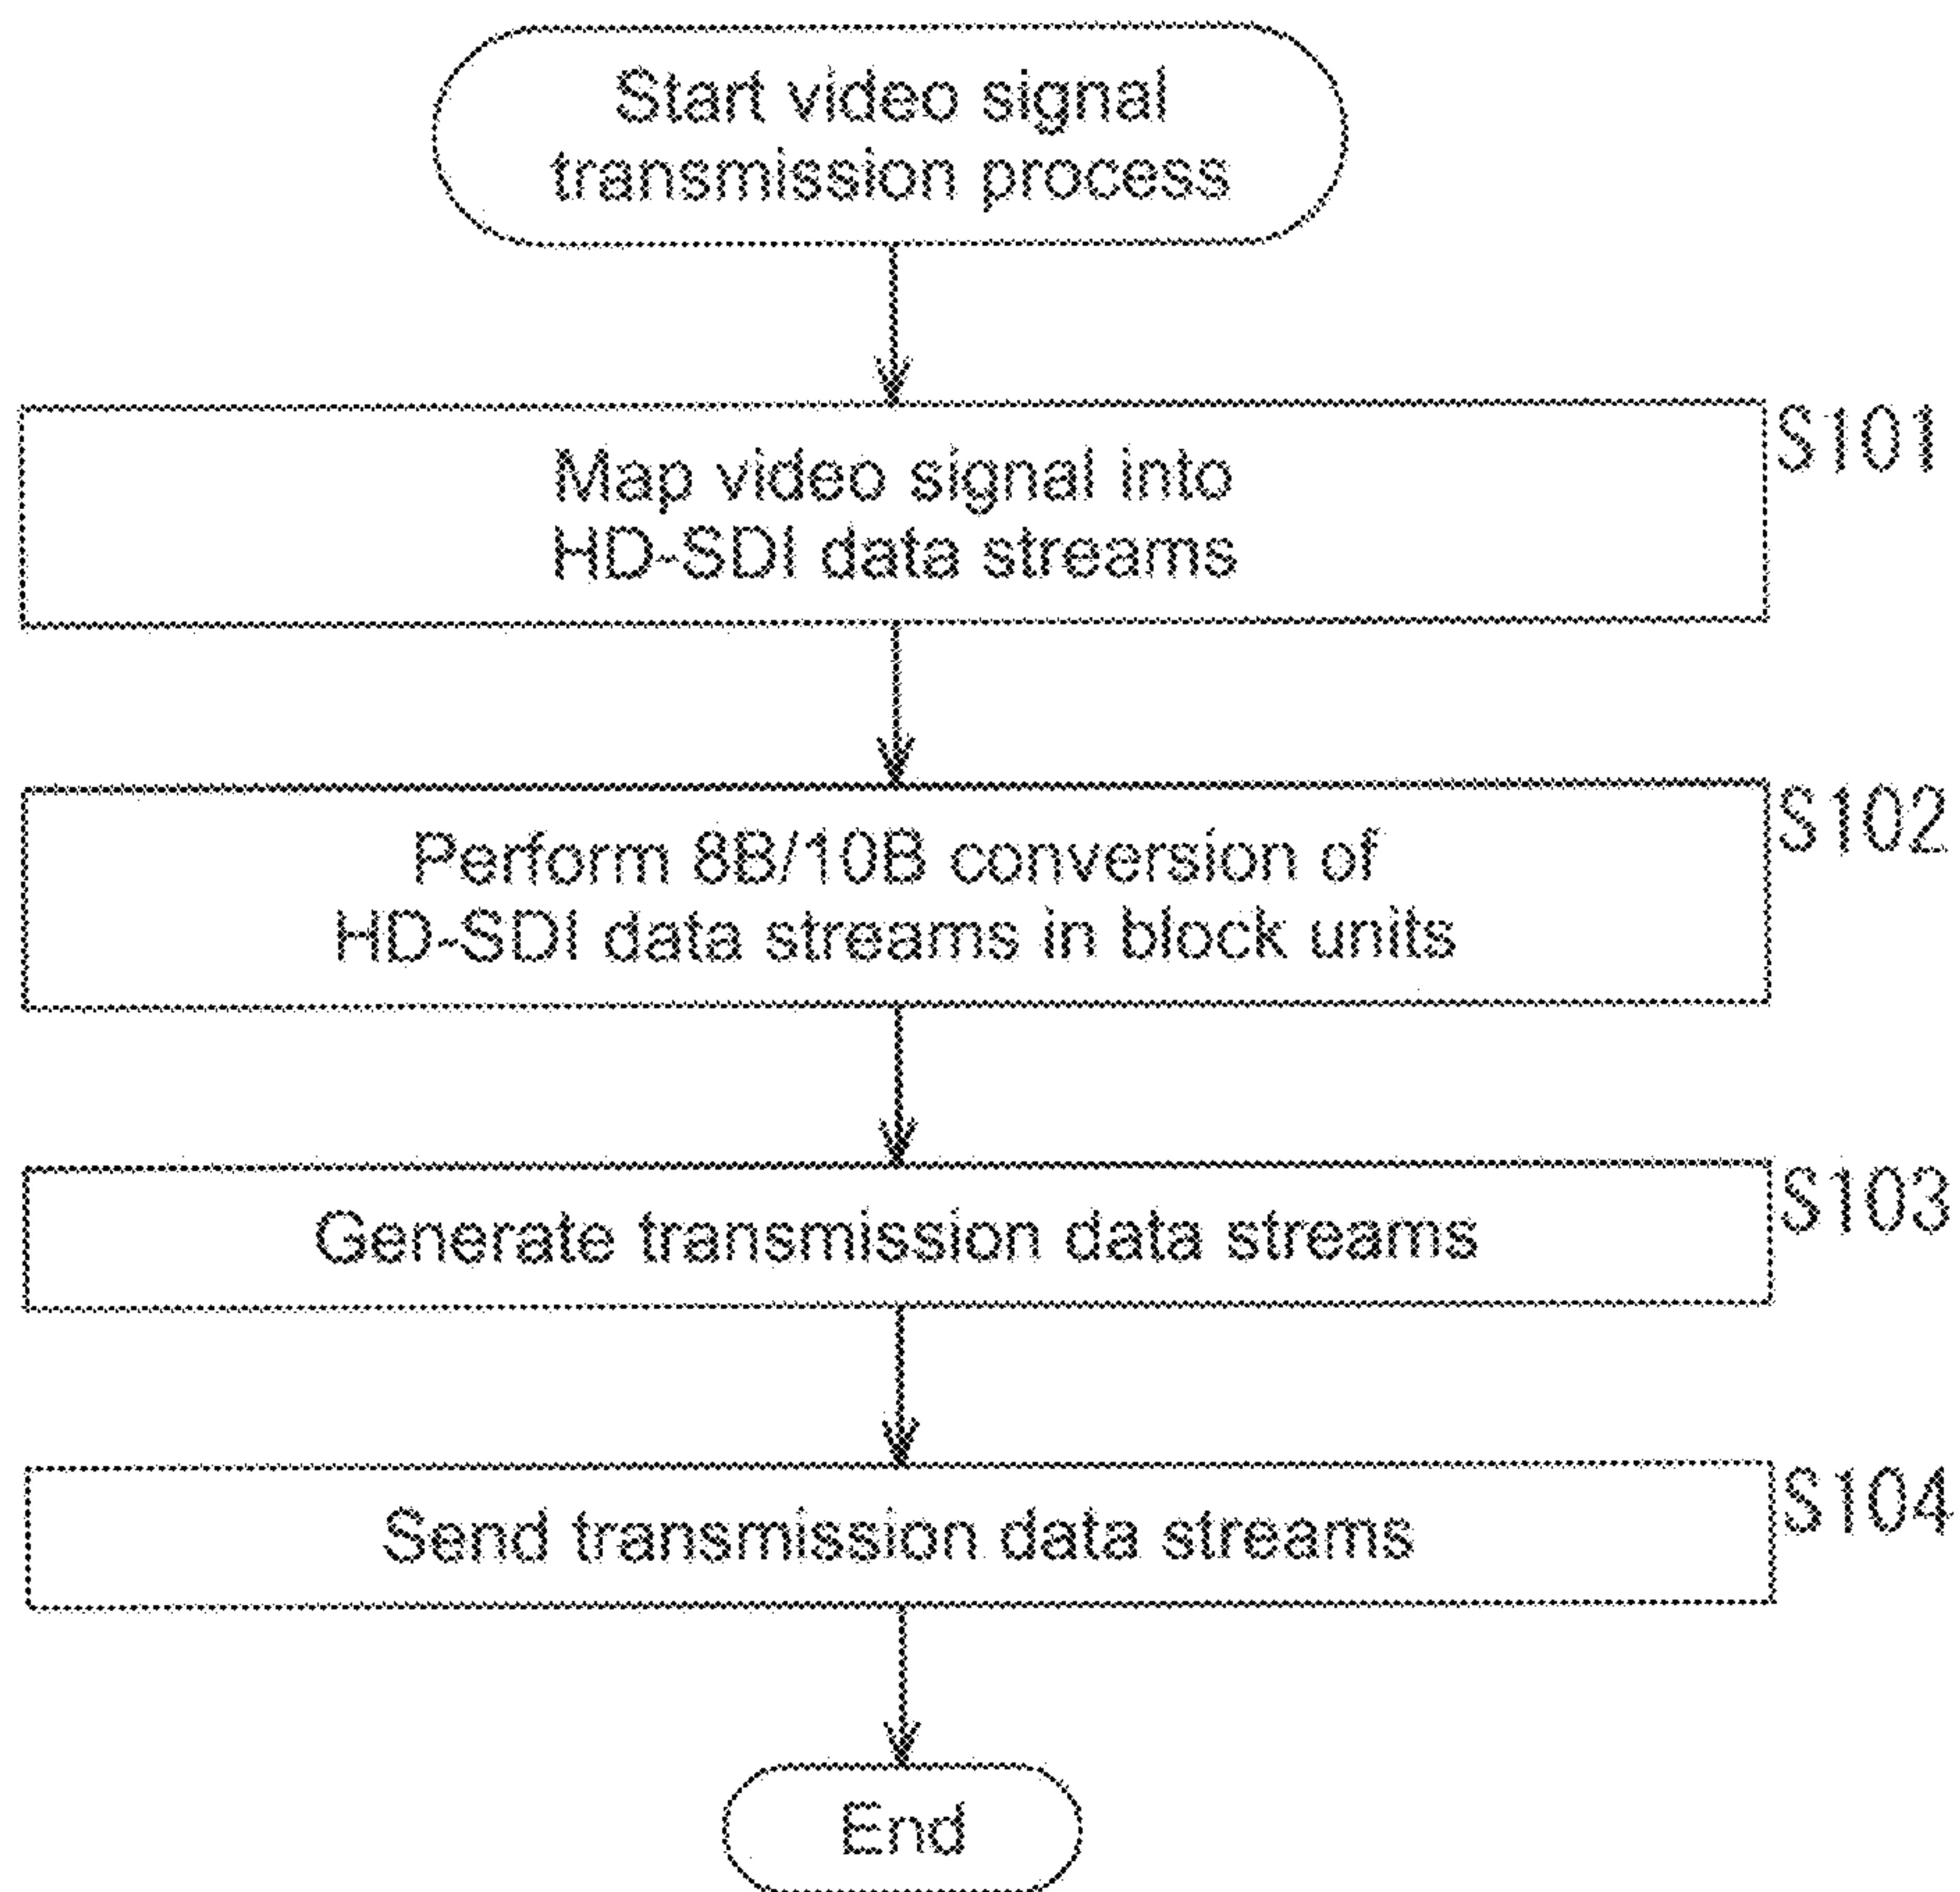 Start video signal
transmission process
Map video signal into
HD-SDI data streams
S101
Perform 8B/10B conversion of
HD-SDI data streams in block units
S102
Generate transmission data streams
S103
Send transmission data streams
S104
End